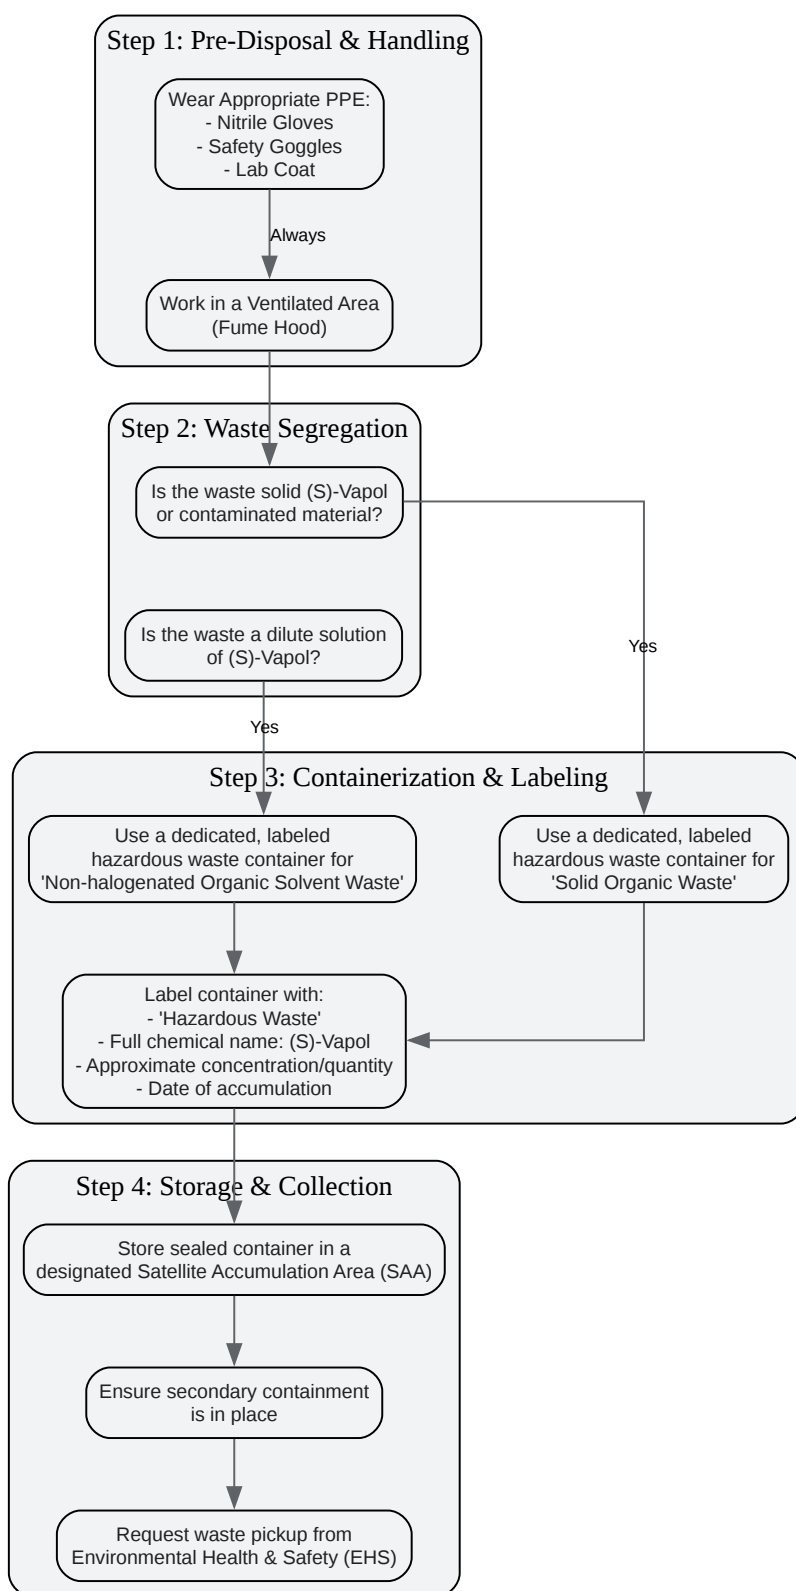 Step 1: Pre-Disposal & Handling
Wear Appropriate PPE:
- Nitrile Gloves
- Safety Goggles
- Lab Coat
Always
Work in a Ventilated Area
(Fume Hood)
Step 2: Waste Segregation
Is the waste solid (S)-Vapol
or contaminated material?
Is the waste a dilute solution
of (S)-Vapol?
Yes
Yes
Step 3: Containerization & Labeling
Use a dedicated, labeled
hazardous waste container for
'Non-halogenated Organic Solvent Waste'
Use a dedicated, labeled
hazardous waste container for
'Solid Organic Waste'
Label container with:
- 'Hazardous Waste'
- Full chemical name: (S)-Vapol
- Approximate concentration/quantity
- Date of accumulation
Step 4: Storage & Collection
Store sealed container in a
designated Satellite Accumulation Area (SAA)
Ensure secondary containment
is in place
Request waste pickup from
Environmental Health & Safety (EHS)